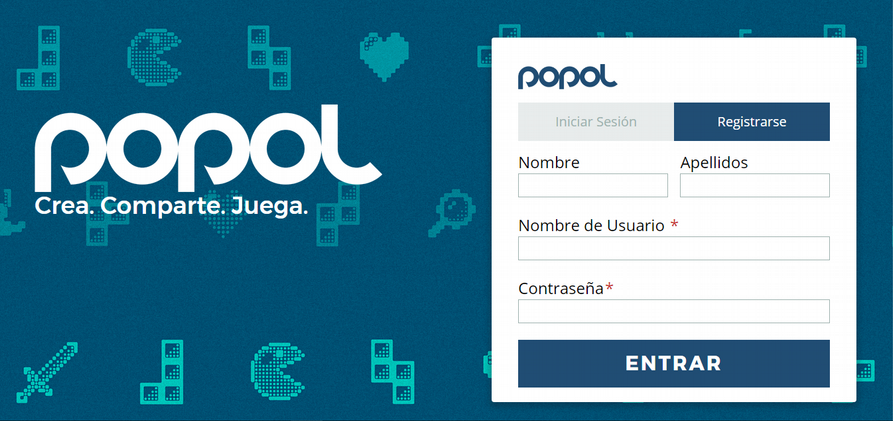 popol
Crea. Comparte. Juega.
popol
Iniciar Sesión Registrarse
Nombre Apellidos
Nombre de Usuario *
Contraseña*
ENTRAR